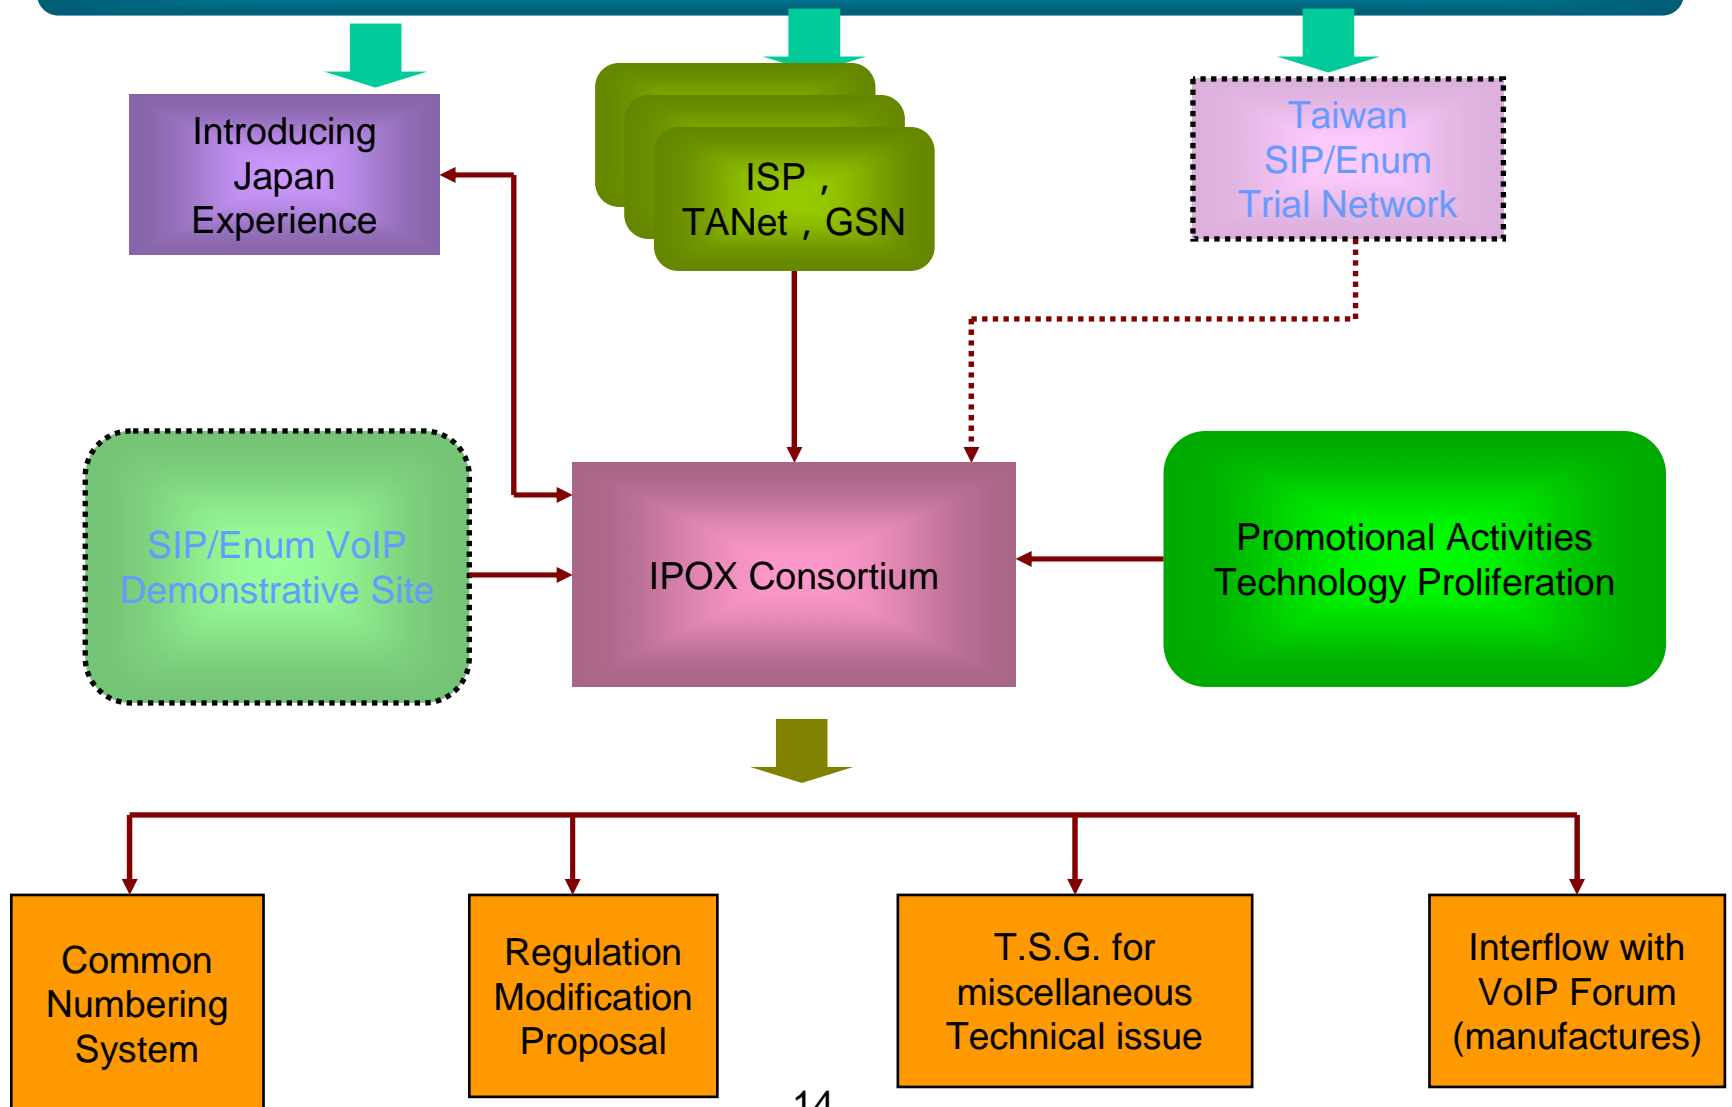 Introducing
Japan
Experience
ISP ,
TANet , GSN
Taiwan
SIP/Enum
Trial Network
SIP/Enum VoIP
Demonstrative Site
IPOX Consortium
Promotional Activities
Technology Proliferation
Common
Numbering
System
Regulation
Modification
Proposal
T.S.G. for
miscellaneous
Technical issue
Interflow with
VoIP Forum
(manufactures)
14